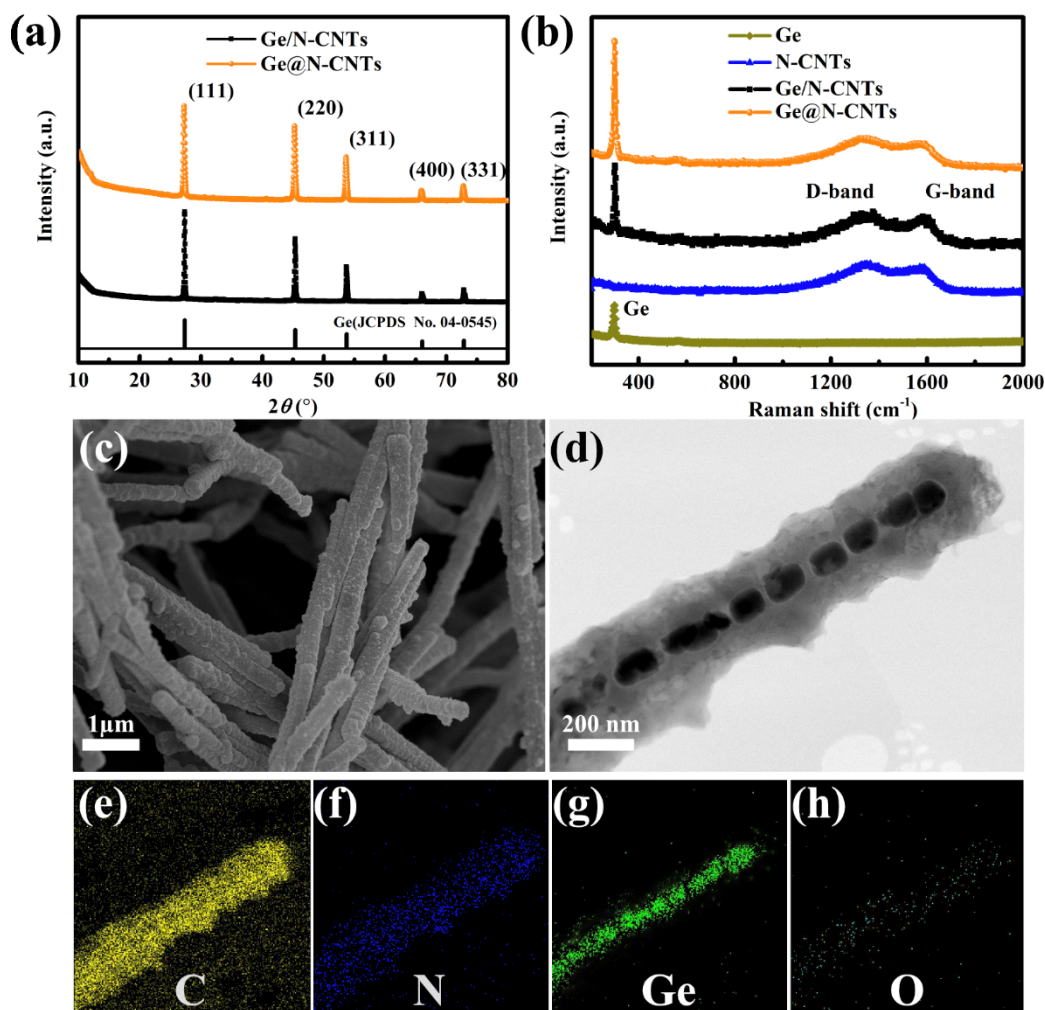 (a)
Ge/N-CNTs
Ge@N-CNTs
(111)
(220)
(311)
(400)
(331)
Ge(JCPDS No. 04-0545)
Intensity (a.u.)
10 20 30 40 50 60 70 80
2θ (°)
(b)
Ge
N-CNTs
Ge/N-CNTs
Ge@N-CNTs
D-band
G-band
Ge
Intensity (a.u.)
400 800 1200 1600 2000
Raman shift (cm⁻¹)
(c)
1μm
(d)
200 nm
(e)
C
(f)
N
(g)
Ge
(h)
O